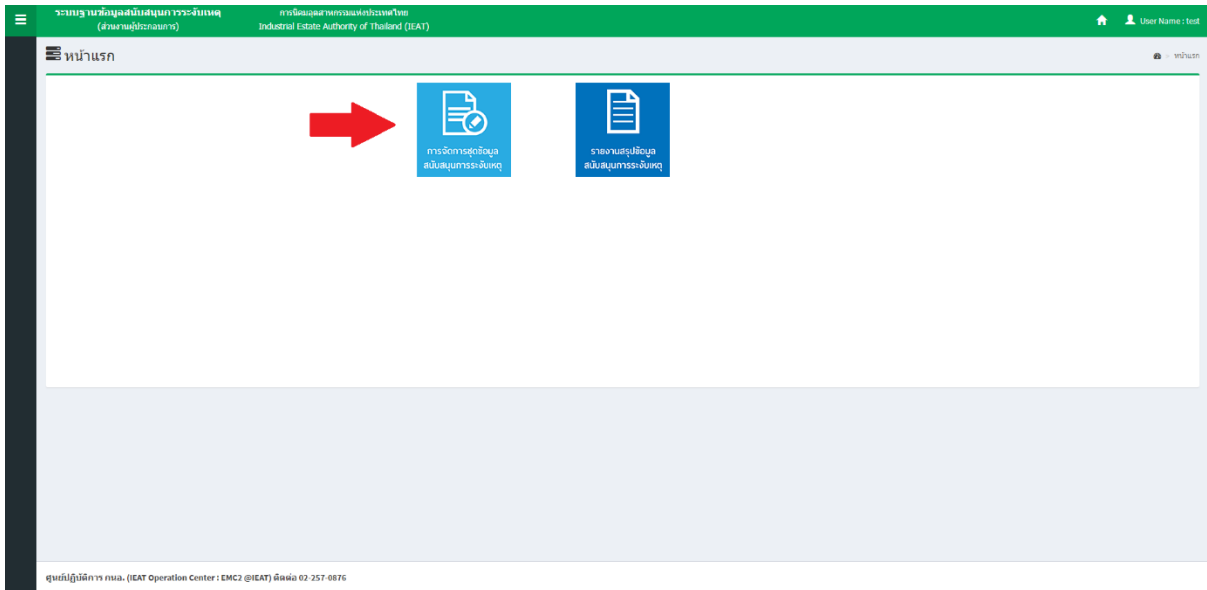 ระบบฐานข้อมูลสนับสนุนการระงับเหตุ
(ส่วนงานผู้ประกอบการ)
การนิคมอุตสาหกรรมแห่งประเทศไทย
Industrial Estate Authority of Thailand (IEAT)
User Name : test
หน้าแรก
> หน้าแรก
การจัดการชุดข้อมูล
สนับสนุนการระงับเหตุ
รายงานสรุปข้อมูล
สนับสนุนการระงับเหตุ
ศูนย์ปฏิบัติการ กนอ. (IEAT Operation Center : EMC2 @IEAT) ติดต่อ 02-257-0876